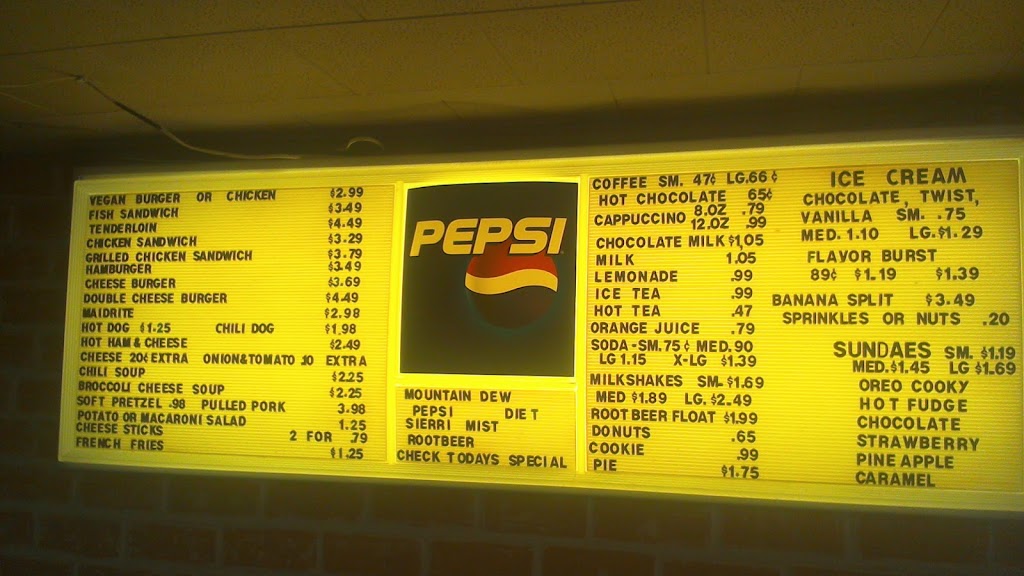 VEGAN BURGER OR CHICKEN $2.99
FISH SANDWICH $3.49
TENDERLOIN $4.49
CHICKEN SANDWICH $3.29
GRILLED CHICKEN SANDWICH $3.79
HAMBURGER $3.49
CHEESE BURGER $3.69
DOUBLE CHEESE BURGER $4.49
MAIDRITE $2.98
HOT DOG $1.25 CHILI DOG $1.98
HOT HAM & CHEESE $2.49
CHEESE 20¢ EXTRA ONION&TOMATO .10 EXTRA
CHILI SOUP $2.25
BROCCOLI CHEESE SOUP $2.25
SOFT PRETZEL .98 PULLED PORK 3.98
POTATO OR MACARONI SALAD 1.25
CHEESE STICKS 2 FOR .79
FRENCH FRIES $1.25
PEPSI
MOUNTAIN DEW
PEPSI DIET
SIERRI MIST
ROOTBEER
CHECK TODAYS SPECIAL
COFFEE SM. 47¢ LG.66¢
HOT CHOCOLATE 65¢
CAPPUCCINO 8.OZ .79
12.OZ .99
CHOCOLATE MILK $1,05
MILK 1.05
LEMONADE .99
ICE TEA .99
HOT TEA .47
ORANGE JUICE .79
SODA-SM.75¢ MED.90
LG 1.15 X-LG $1.39
MILKSHAKES SM-$1.69
MED $1.89 LG.$2.49
ROOT BEER FLOAT $1.99
DONUTS .65
COOKIE .99
PIE $1.75
ICE CREAM
CHOCOLATE, TWIST,
VANILLA SM. .75
MED. 1.10 LG.$1.29
FLAVOR BURST
89¢ $1.19 $1.39
BANANA SPLIT $3.49
SPRINKLES OR NUTS .20
SUNDAES SM. $1.19
MED.$1.45 LG $1.69
OREO COOKY
HOT FUDGE
CHOCOLATE
STRAWBERRY
PINEAPPLE
CARAMEL